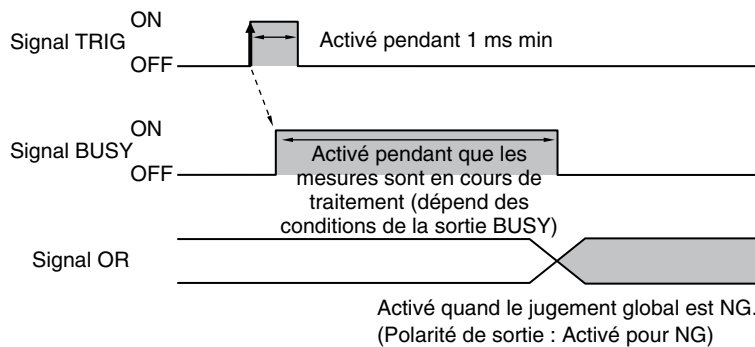 ON
Signal TRIG
Activé pendant 1 ms min
OFF
ON
Signal BUSY
OFF
Activé pendant que les
mesures sont en cours de
traitement (dépend des
conditions de la sortie BUSY)
Signal OR
Activé quand le jugement global est NG.
(Polarité de sortie : Activé pour NG)